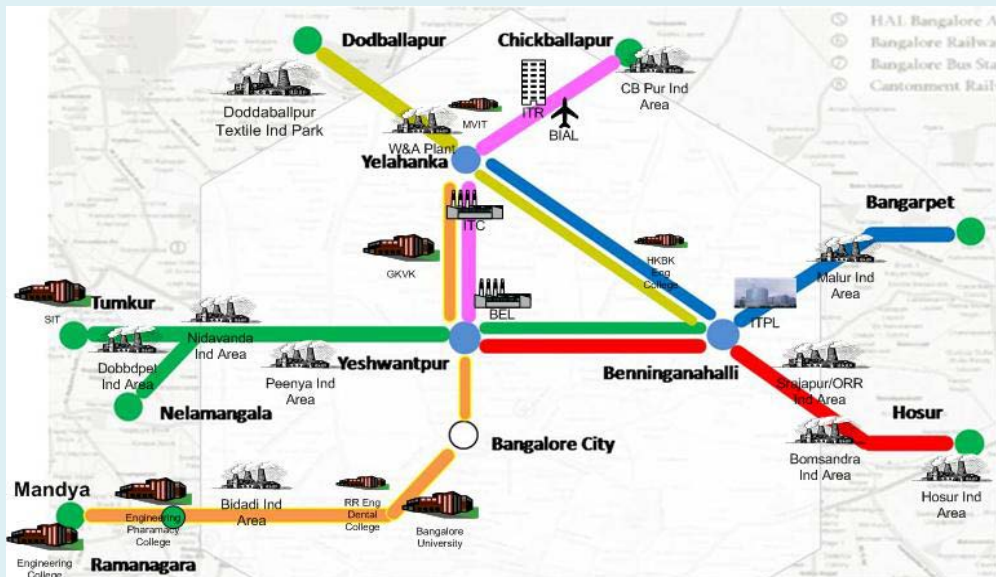 HAL Bangalore A
Bangalore Railwa
Bangalore Bus Sta
Cantonment Rail
Dodballapur
Chickballapur
Doddaballpur
Textile Ind Park
MVIT
W&A Plant
ITR
BIAL
CB Pur Ind
Area
Yelahanka
ITC
GKVK
BEL
HKBK
Eng
College
Bangarpet
Malur Ind
Area
ITPL
SIT
Tumkur
Nidavanda
Ind Area
Dobbdpel
Ind Area
Peenya Ind
Area
Nelamangala
Yeshwantpur
Benninganahalli
Srajapur/ORR
Ind Area
Hosur
Bomsandra
Ind Area
Hosur Ind
Area
Bangalore City
Mandya
Engineering
Pharamacy
College
Bidadi Ind
Area
RR Eng
Dental
College
Bangalore
University
Engineering
College
Ramanagara